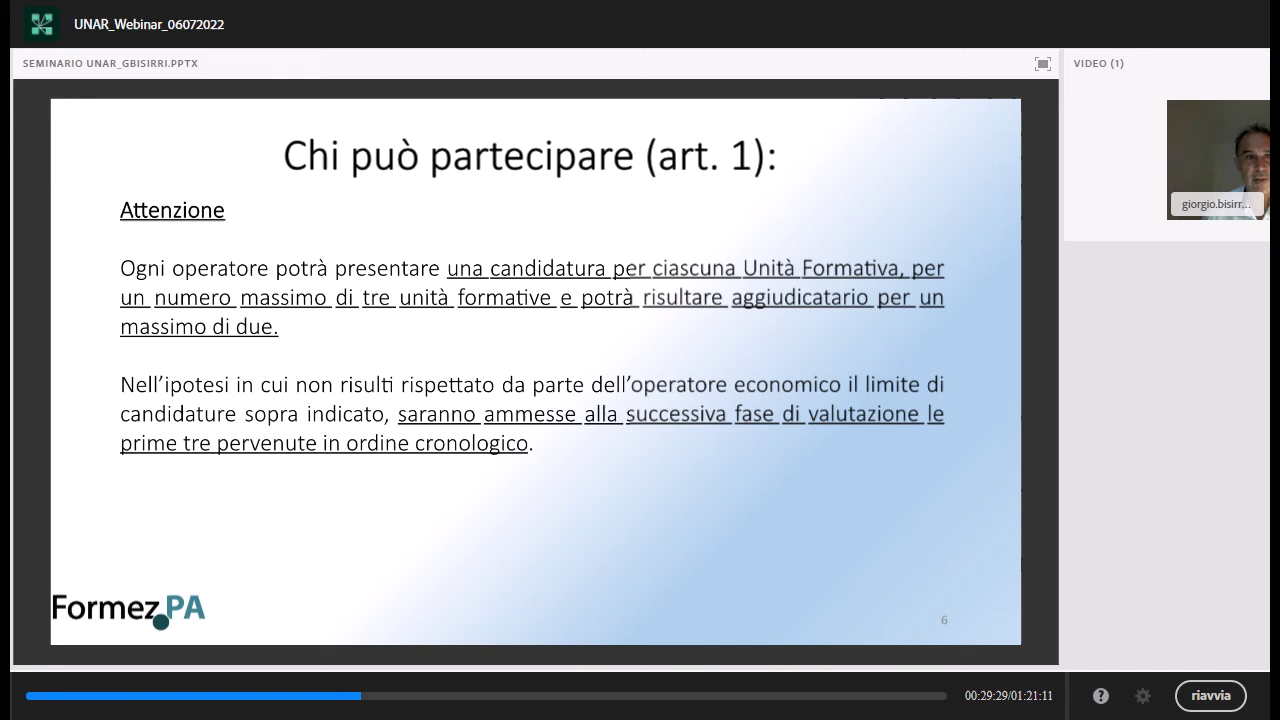 UNAR_Webinar_06072022
SEMINARIO UNAR_GBISIRRI.PPTX
VIDEO (1)
Chi può partecipare (art. 1):
Attenzione
Ogni operatore potrà presentare una candidatura per ciascuna Unità Formativa, per
un numero massimo di tre unità formative e potrà risultare aggiudicatario per un
massimo di due.
Nell’ipotesi in cui non risulti rispettato da parte dell’operatore economico il limite di
candidature sopra indicato, saranno ammesse alla successiva fase di valutazione le
prime tre pervenute in ordine cronologico.
giorgio.bisirr...
Formez.PA
6
00:29:29/01:21:11
?
riavvia